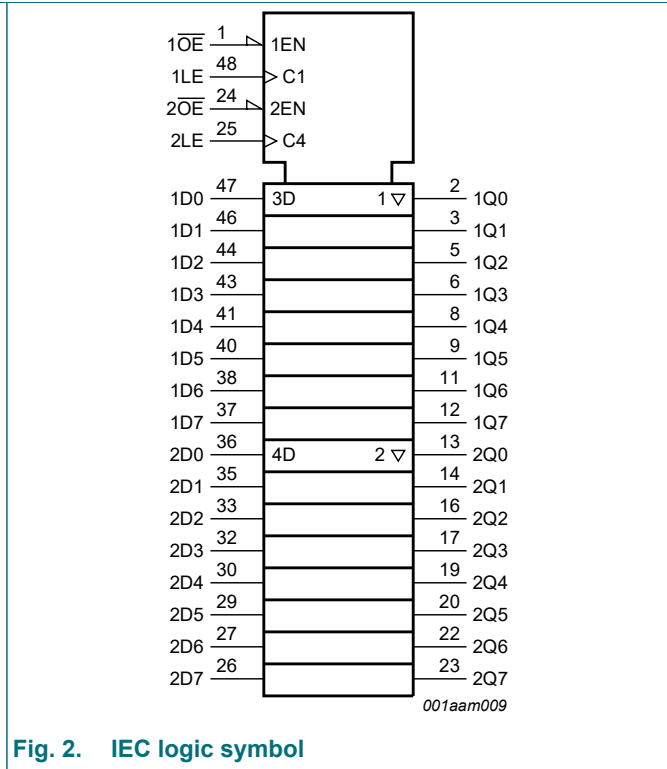 1OE 1 1EN
1LE 48 C1
2OE 24 2EN
2LE 25 C4
1D0 47 3D 1 ▽ 2 1Q0
1D1 46 3 1Q1
1D2 44 5 1Q2
1D3 43 6 1Q3
1D4 41 8 1Q4
1D5 40 9 1Q5
1D6 38 11 1Q6
1D7 37 12 1Q7
2D0 36 4D 2 ▽ 13 2Q0
2D1 35 14 2Q1
2D2 33 16 2Q2
2D3 32 17 2Q3
2D4 30 19 2Q4
2D5 29 20 2Q5
2D6 27 22 2Q6
2D7 26 23 2Q7
001aam009
Fig. 2. IEC logic symbol